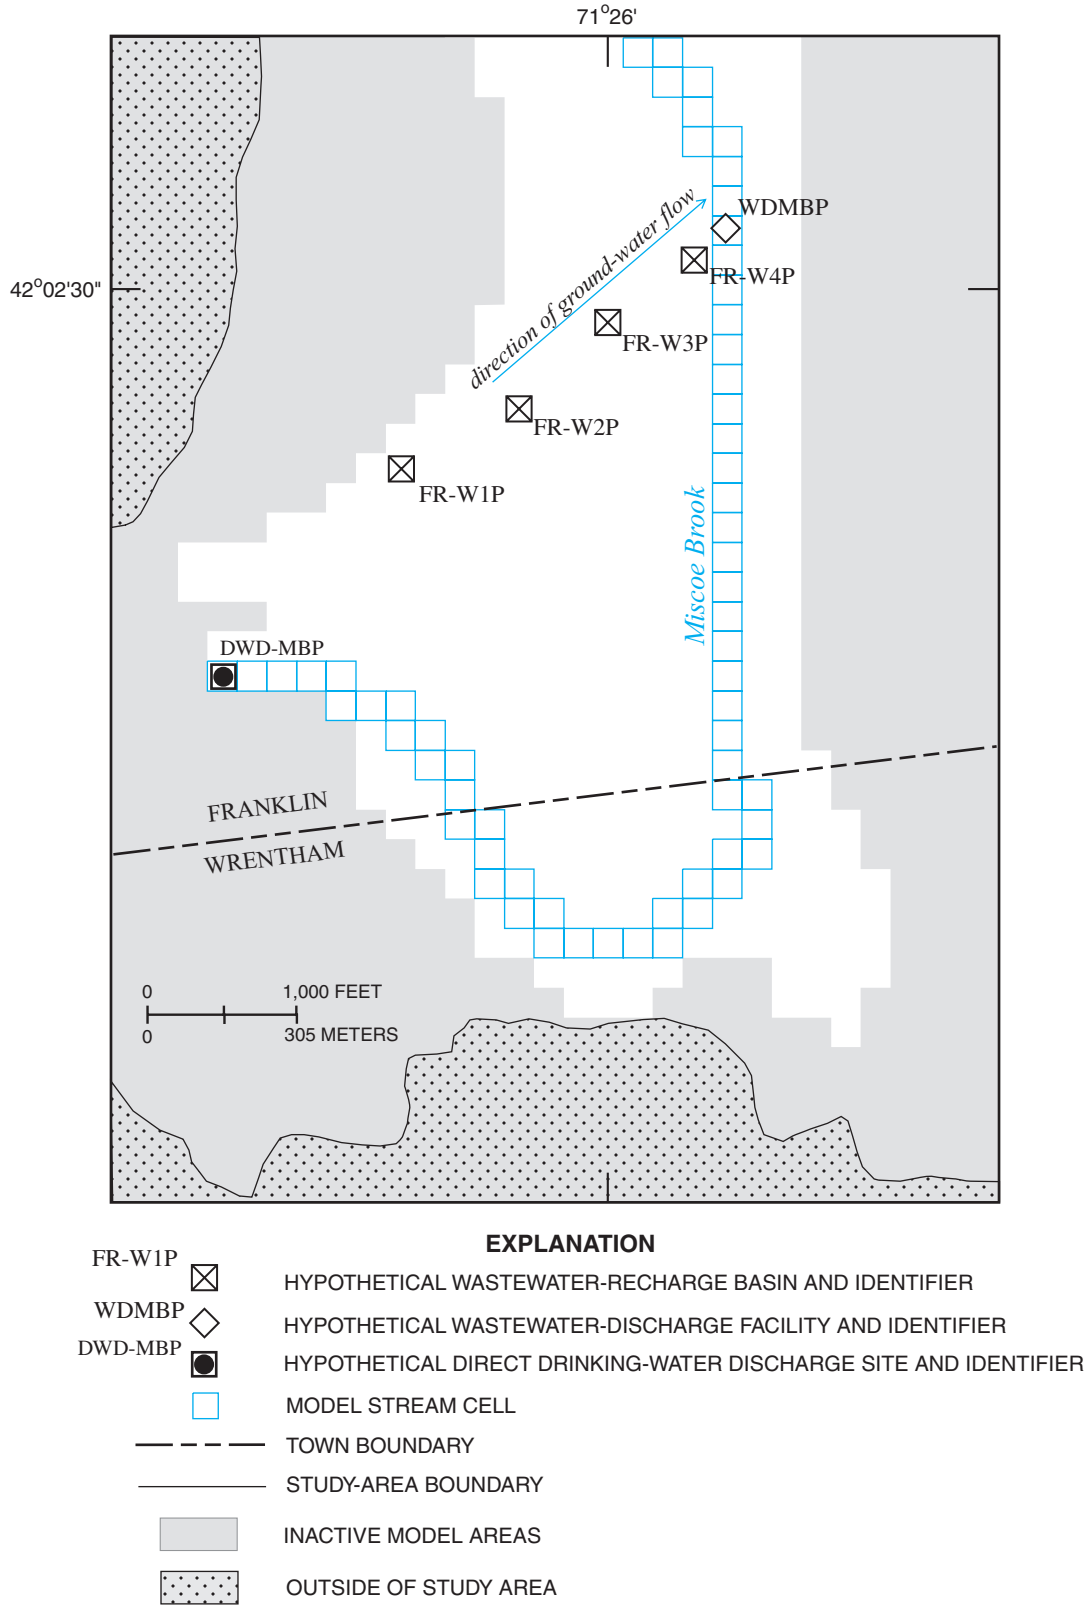 71°26'
42°02'30"
direction of ground-water flow
WDMBP
FR-W4P
FR-W3P
FR-W2P
FR-W1P
Miscoe Brook
DWD-MBP
FRANKLIN
WRENTHAM
0 1,000 FEET
0 305 METERS
EXPLANATION
FR-W1P HYPOTHETICAL WASTEWATER-RECHARGE BASIN AND IDENTIFIER
WDMBP HYPOTHETICAL WASTEWATER-DISCHARGE FACILITY AND IDENTIFIER
DWD-MBP HYPOTHETICAL DIRECT DRINKING-WATER DISCHARGE SITE AND IDENTIFIER
MODEL STREAM CELL
TOWN BOUNDARY
STUDY-AREA BOUNDARY
INACTIVE MODEL AREAS
OUTSIDE OF STUDY AREA